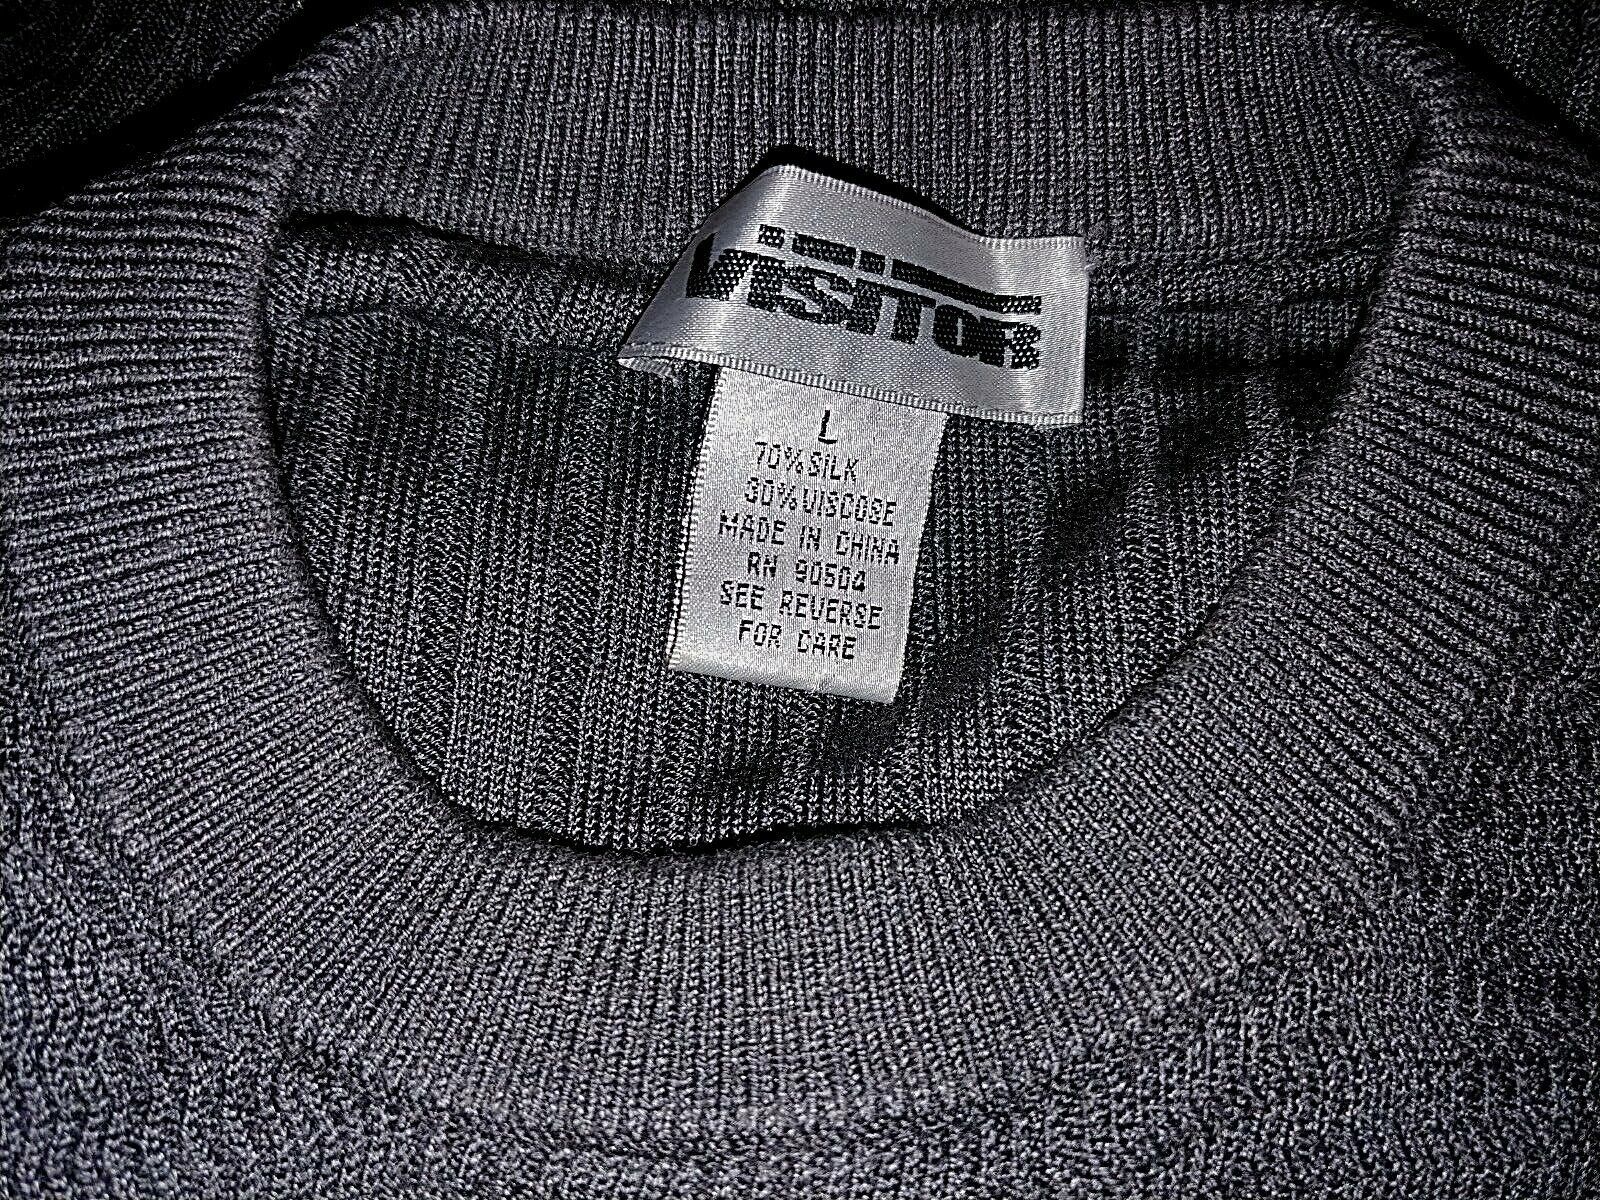 VISITOR
L
70%SILK
30%VISCOSE
MADE IN CHINA
RN 90504
SEE REVERSE
FOR CARE